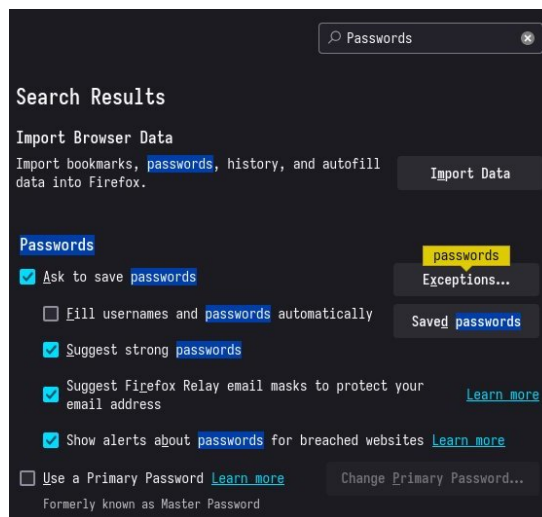 Passwords
Search Results
Import Browser Data
Import bookmarks, passwords, history, and autofill
data into Firefox.
Import Data
Passwords
passwords
Ask to save passwords
Exceptions...
Fill usernames and passwords automatically
Saved passwords
Suggest strong passwords
Suggest Firefox Relay email masks to protect your
email address
Learn more
Show alerts about passwords for breached websites Learn more
Use a Primary Password Learn more
Change Primary Password...
Formerly known as Master Password